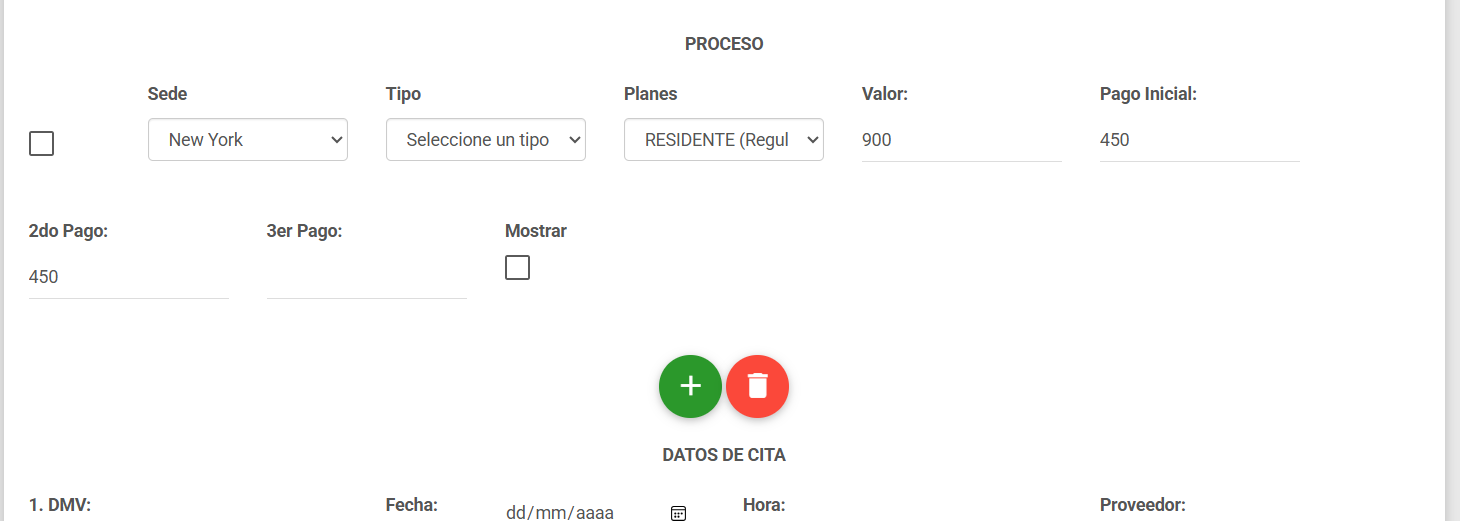 PROCESO
Sede Tipo Planes Valor: Pago Inicial:
New York Seleccione un tipo RESIDENTE (Regul 900 450
2do Pago: 3er Pago: Mostrar
450
DATOS DE CITA
1. DMV: Fecha: dd/mm/aaaa Hora: Proveedor: